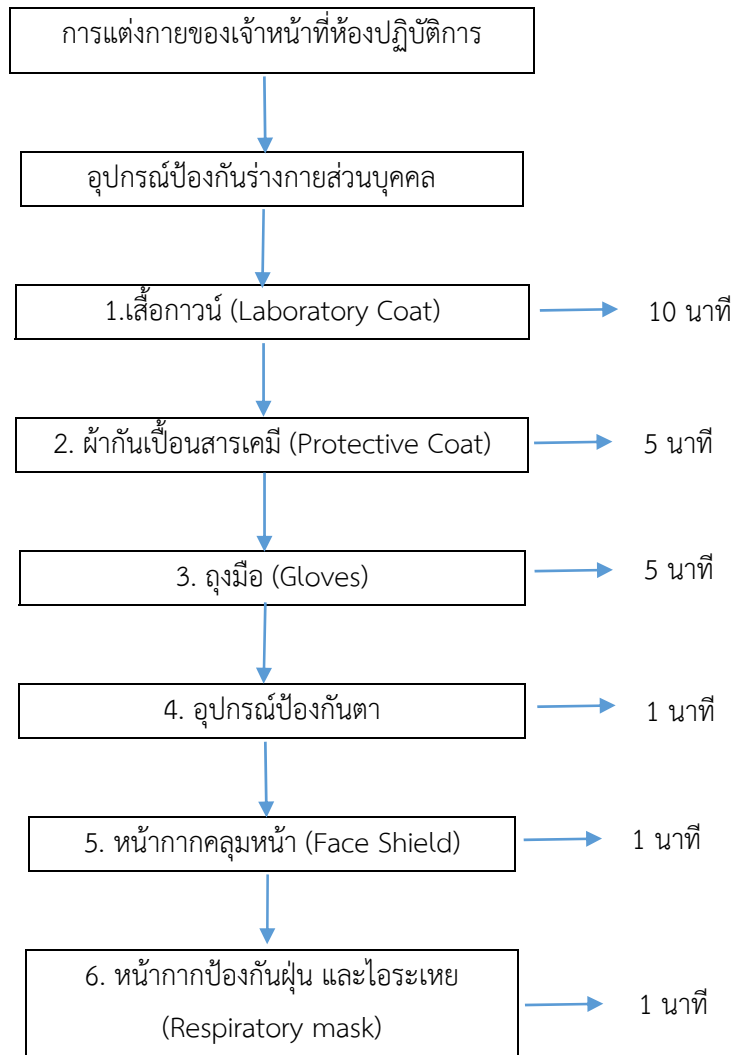 การแต่งกายของเจ้าหน้าที่ห้องปฏิบัติการ
อุปกรณ์ป้องกันร่างกายส่วนบุคคล
1.เสื้อกาวน์ (Laboratory Coat)
10 นาที
2. ผ้ากันเปื้อนสารเคมี (Protective Coat)
5 นาที
3. ถุงมือ (Gloves)
5 นาที
4. อุปกรณ์ป้องกันตา
1 นาที
5. หน้ากากคลุมหน้า (Face Shield)
1 นาที
6. หน้ากากป้องกันฝุ่น และไอระเหย
(Respiratory mask)
1 นาที